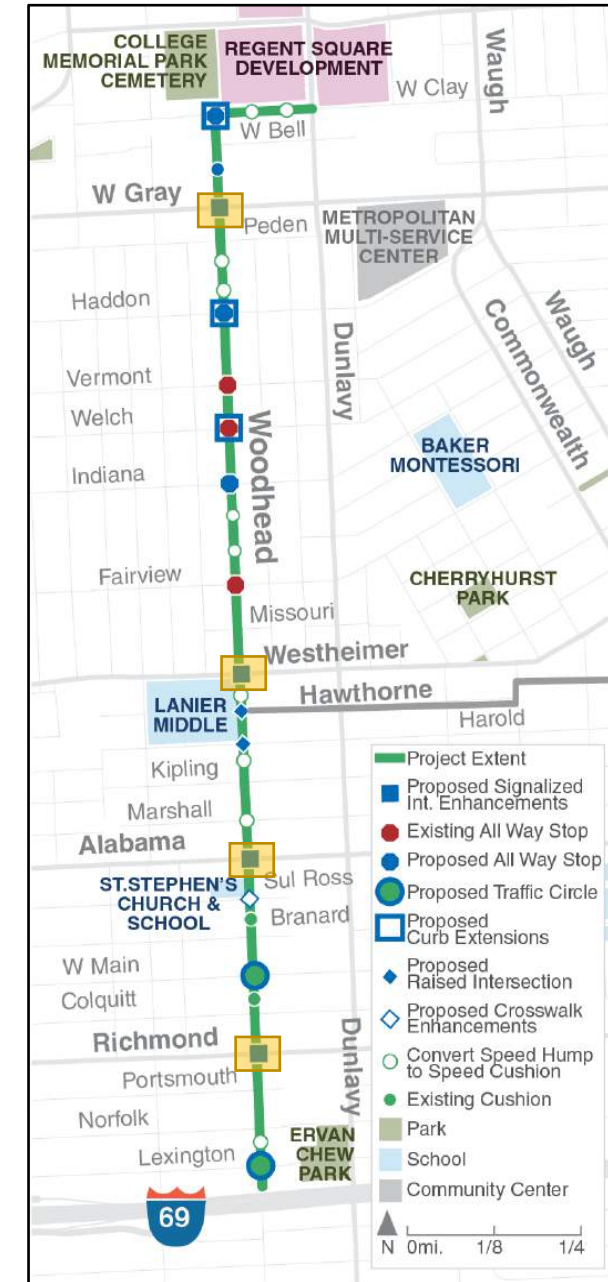 COLLEGE
MEMORIAL PARK
CEMETERY
REGENT SQUARE
DEVELOPMENT
Waugh
W Clay
W Bell
W Gray
Peden
METROPOLITAN
MULTI-SERVICE
CENTER
Haddon
Dunlavy
Waugh
Commonwealth
Vermont
Welch
Woodhead
BAKER
MONTESSORI
Indiana
Fairview
CHERRYHURST
PARK
Missouri
Westheimer
Hawthorne
LANIER
MIDDLE
Harold
Kipling
Marshall
Alabama
ST.STEPHEN'S
CHURCH &
SCHOOL
Sul Ross
Branard
W Main
Colquitt
Richmond
Dunlavy
Portsmouth
Norfolk
Lexington
ERVAN
CHEW
PARK
69
Project Extent
Proposed Signalized
Int. Enhancements
Existing All Way Stop
Proposed All Way Stop
Proposed Traffic Circle
Proposed
Curb Extensions
Proposed
Raised Intersection
Proposed Crosswalk
Enhancements
Convert Speed Hump
to Speed Cushion
Existing Cushion
Park
School
Community Center
N 0mi. 1/8 1/4